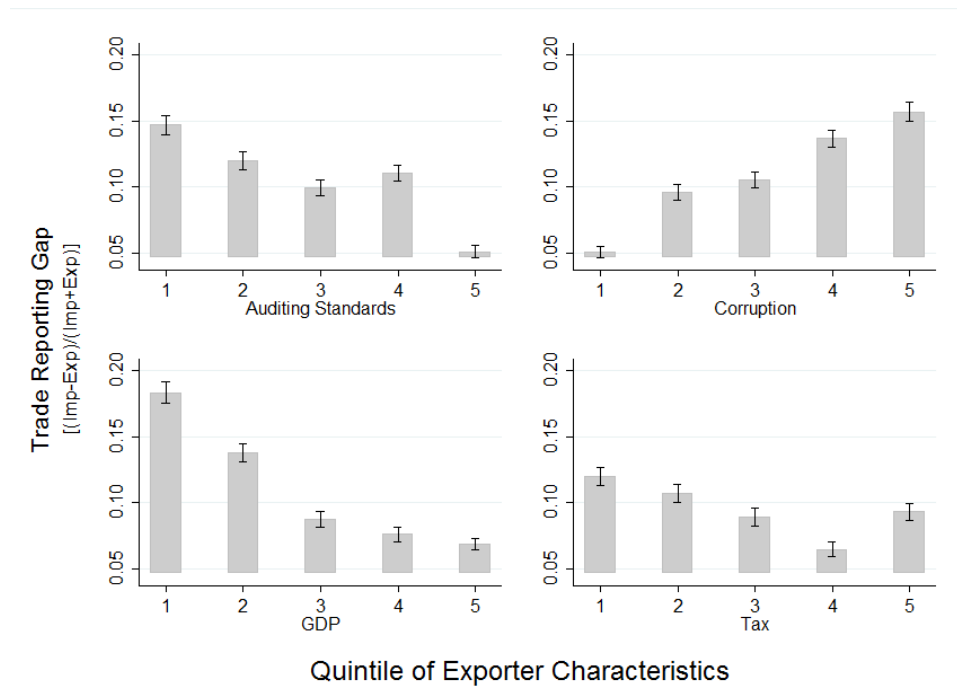 Trade Reporting Gap
[(Imp-Exp)/(Imp+Exp)]
0.20
0.15
0.10
0.05
1 2 3 4 5
Auditing Standards
0.20
0.15
0.10
0.05
1 2 3 4 5
Corruption
0.20
0.15
0.10
0.05
1 2 3 4 5
GDP
0.20
0.15
0.10
0.05
1 2 3 4 5
Tax
Quintile of Exporter Characteristics